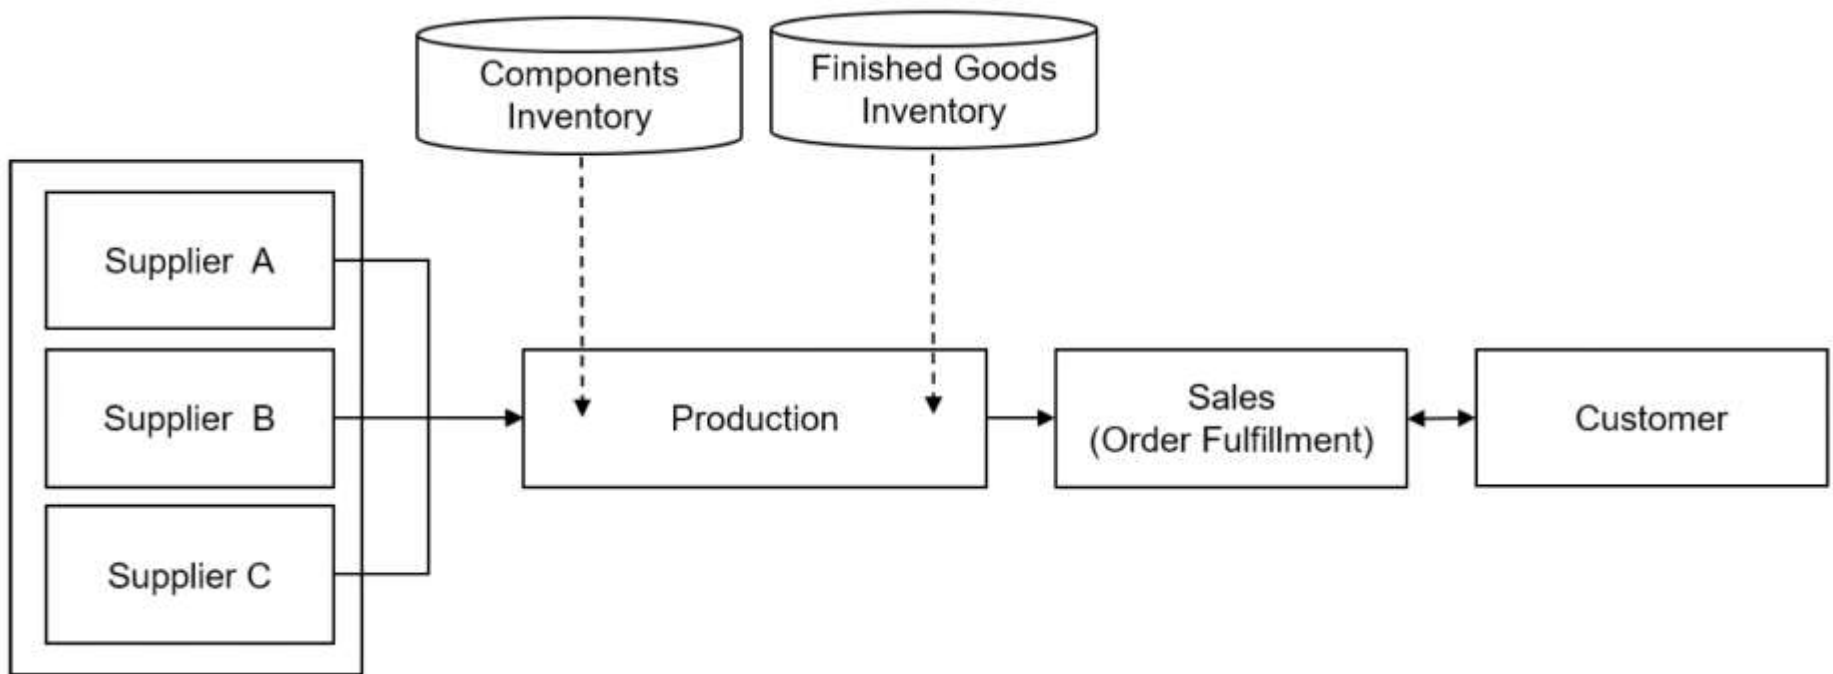 Components
Inventory
Finished Goods
Inventory
Supplier A
Supplier B
Supplier C
Production
Sales
(Order Fulfillment)
Customer